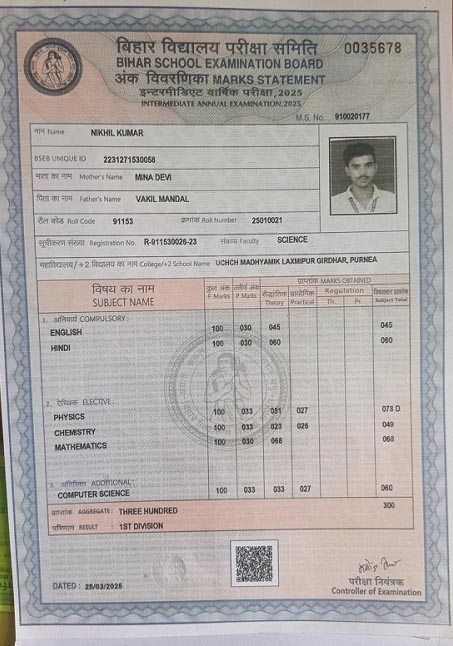 बिहार विद्यालय परीक्षा समिति 0035678
BIHAR SCHOOL EXAMINATION BOARD
अंक विवरणिका MARKS STATEMENT
इन्टरमीडिएट वार्षिक परीक्षा,2025
INTERMEDIATE ANNUAL EXAMINATION,2025
M.S. No. 910020177
नाम Name NIKHIL KUMAR
BSEB UNIQUE ID 2231271530058
माता का नाम Mother's Name MINA DEVI
पिता का नाम Father's Name VAKIL MANDAL
रौल कोड Roll Code 91153 क्रमांक Roll Number 25010021
सूचीकरण संख्या Registration No. R-911530026-23 संकाय Faculty SCIENCE
महाविद्यालय/+2 विद्यालय का नाम College/+2 School Name UCHCH MADHYAMIK LAXMIPUR GIRDHAR, PURNEA
विषय का नाम SUBJECT NAME कुल अंक F. Marks उत्तीर्ण अंक P. Marks प्राप्तांक MARKS OBTAINED
सैद्धांतिक Theory प्रायोगिक Practical Regulation Th. Pr. विषयवार प्राप्तांक Subject Total
1. अनिवार्य COMPULSORY :
ENGLISH 100 030 045 045
HINDI 100 030 060 060
2. ऐच्छिक ELECTIVE :
PHYSICS 100 033 051 027 078 D
CHEMISTRY 100 033 023 026 049
MATHEMATICS 100 030 068 068
3. अतिरिक्त ADDITIONAL :
COMPUTER SCIENCE 100 033 033 027 060
प्राप्तांक AGGREGATE : THREE HUNDRED 300
परिणाम RESULT : 1ST DIVISION
DATED : 25/03/2025
परीक्षा नियंत्रक
Controller of Examination